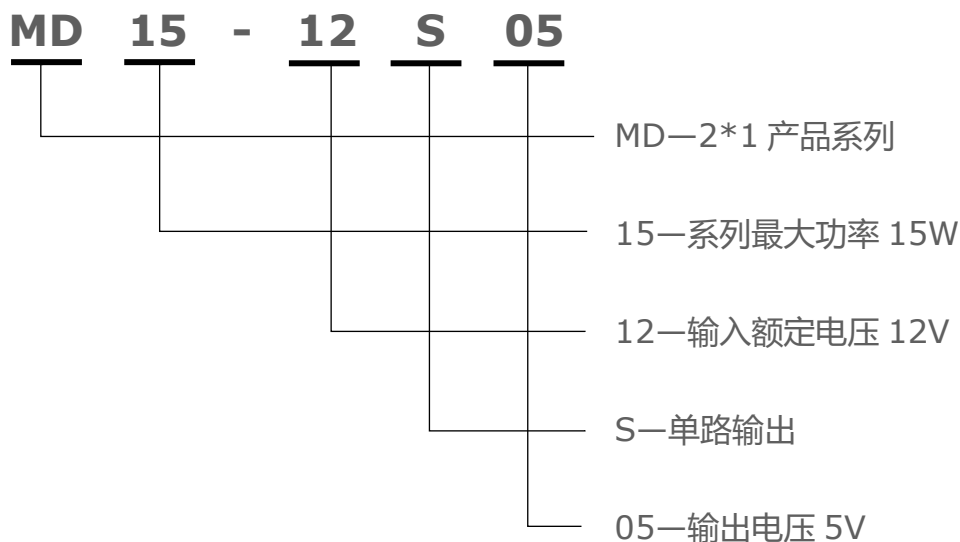 MD 15 - 12 S 05
MD—2*1 产品系列
15—系列最大功率 15W
12—输入额定电压 12V
S—单路输出
05—输出电压 5V